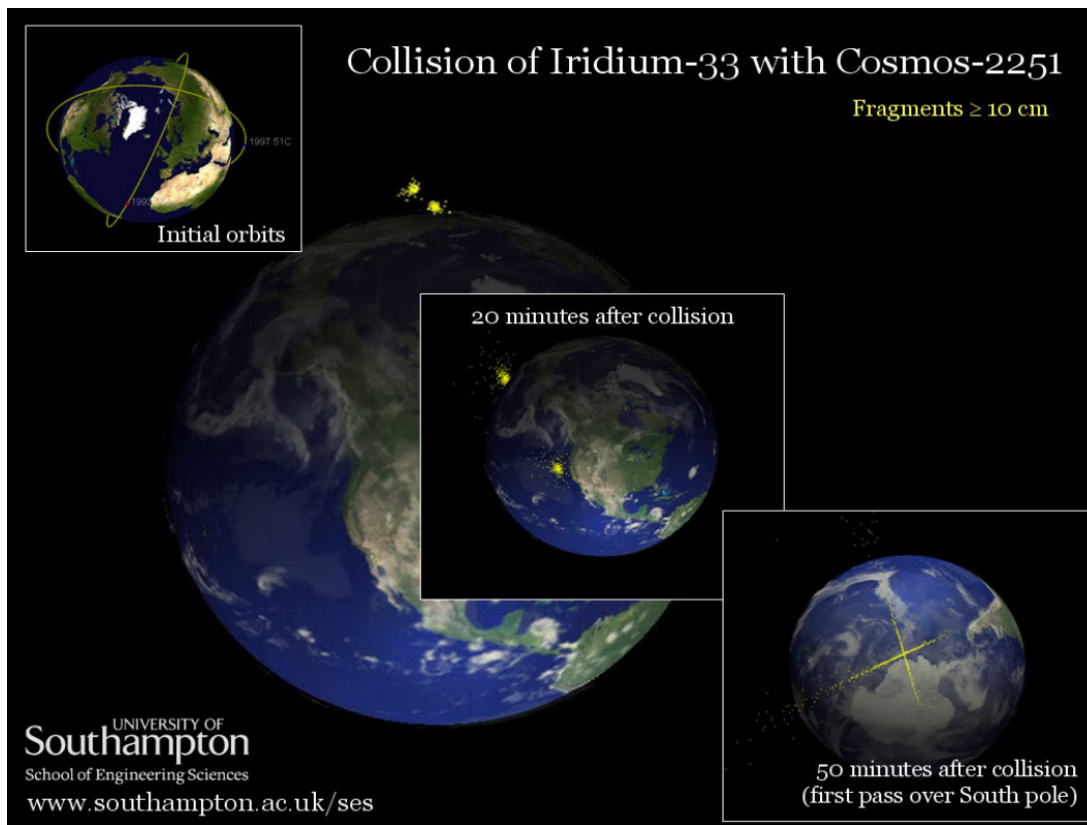 Collision of Iridium-33 with Cosmos-2251
Fragments ≥ 10 cm
1997 51C
1993
Initial orbits
20 minutes after collision
50 minutes after collision
(first pass over South pole)
UNIVERSITY OF
Southampton
School of Engineering Sciences
www.southampton.ac.uk/ses